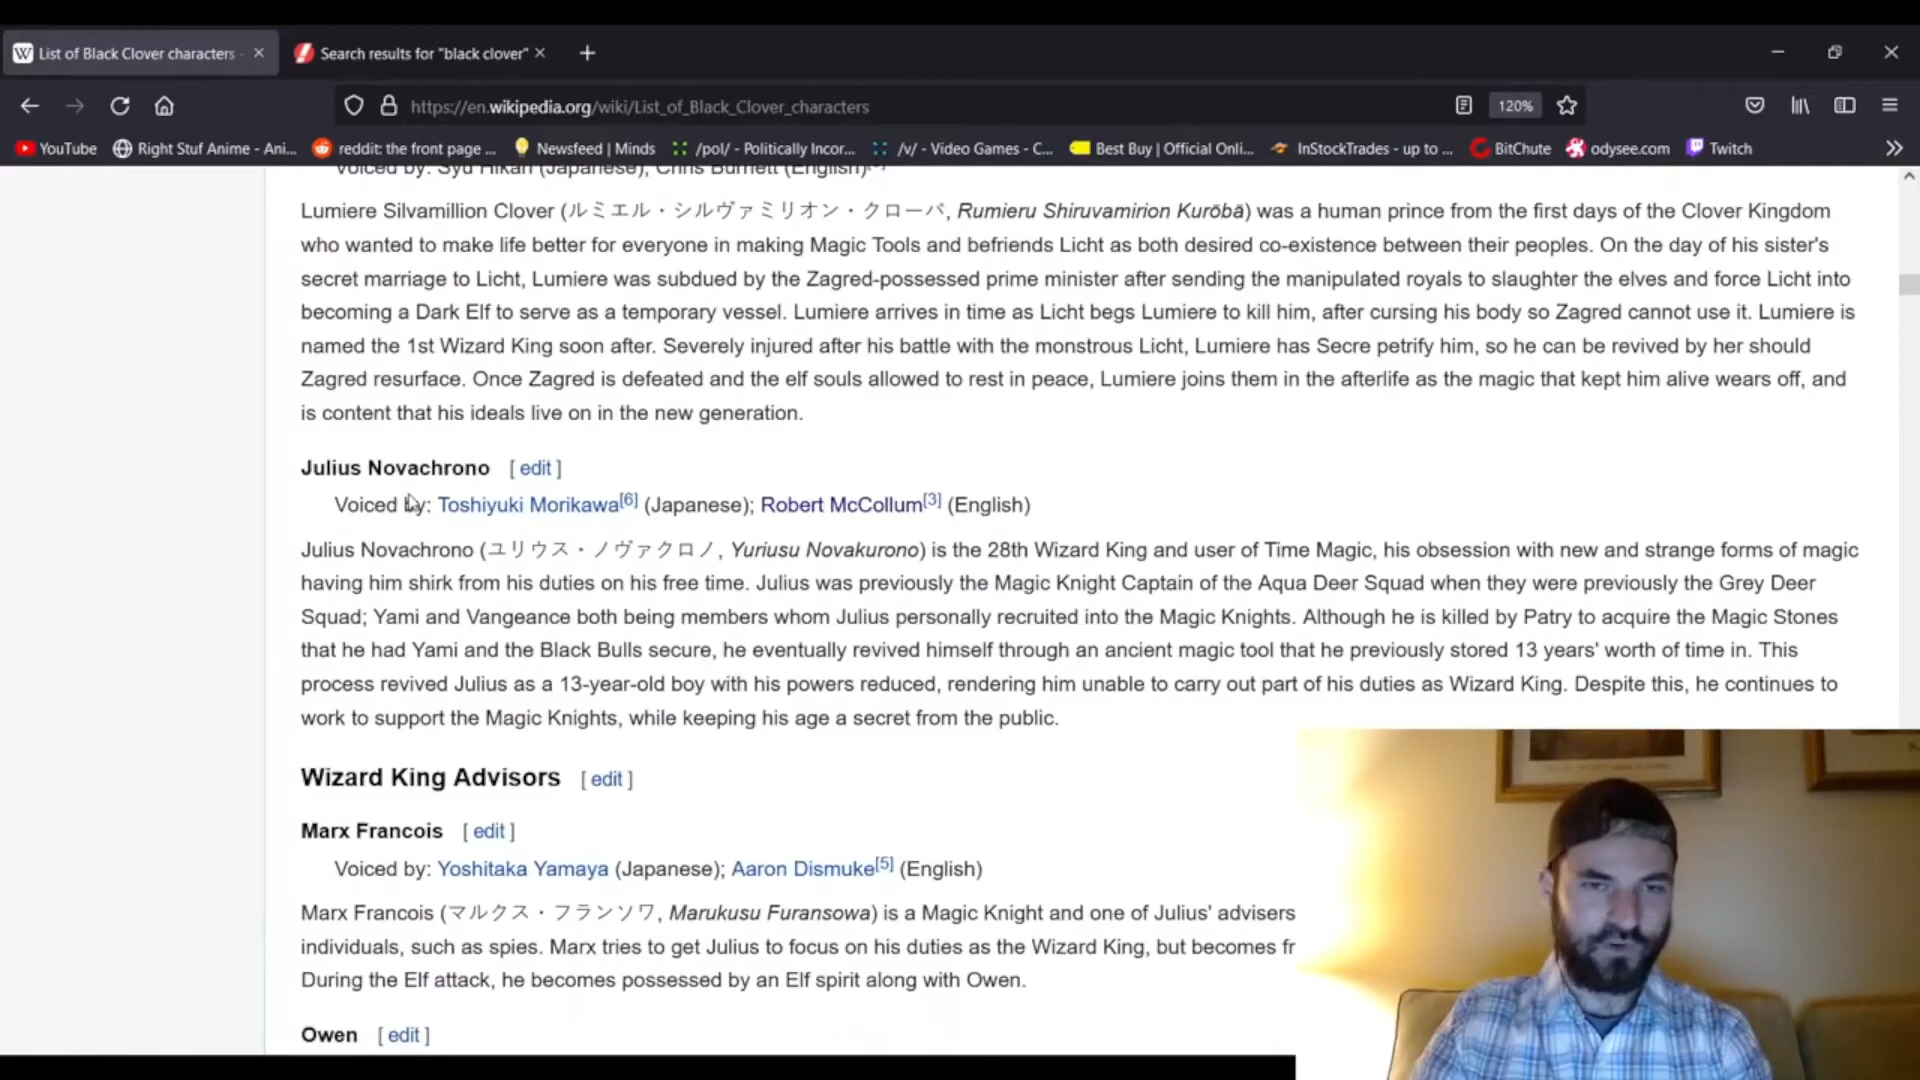 List of Black Clover characters -
Search results for "black clover"
https://en.wikipedia.org/wiki/List_of_Black_Clover_characters
120%
YouTube
Right Stuf Anime - Ani...
reddit: the front page ...
Newsfeed | Minds
/pol/ - Politically Incor...
/v/ - Video Games - C...
Best Buy | Official Onli...
InStockTrades - up to ...
BitChute
odysee.com
Twitch
Voiced by: Syu Hikari (Japanese); Chris Burnett (English)
Lumiere Silvamillion Clover (ルミエル・シルヴァミリオン・クローバ, Rumieru Shiruvamirion Kurōbā) was a human prince from the first days of the Clover Kingdom
who wanted to make life better for everyone in making Magic Tools and befriends Licht as both desired co-existence between their peoples. On the day of his sister's
secret marriage to Licht, Lumiere was subdued by the Zagred-possessed prime minister after sending the manipulated royals to slaughter the elves and force Licht into
becoming a Dark Elf to serve as a temporary vessel. Lumiere arrives in time as Licht begs Lumiere to kill him, after cursing his body so Zagred cannot use it. Lumiere is
named the 1st Wizard King soon after. Severely injured after his battle with the monstrous Licht, Lumiere has Secre petrify him, so he can be revived by her should
Zagred resurface. Once Zagred is defeated and the elf souls allowed to rest in peace, Lumiere joins them in the afterlife as the magic that kept him alive wears off, and
is content that his ideals live on in the new generation.
Julius Novachrono [ edit ]
Voiced by: Toshiyuki Morikawa[6] (Japanese); Robert McCollum[3] (English)
Julius Novachrono (ユリウス・ノヴァクロノ, Yuriusu Novakurono) is the 28th Wizard King and user of Time Magic, his obsession with new and strange forms of magic
having him shirk from his duties on his free time. Julius was previously the Magic Knight Captain of the Aqua Deer Squad when they were previously the Grey Deer
Squad; Yami and Vangeance both being members whom Julius personally recruited into the Magic Knights. Although he is killed by Patry to acquire the Magic Stones
that he had Yami and the Black Bulls secure, he eventually revived himself through an ancient magic tool that he previously stored 13 years' worth of time in. This
process revived Julius as a 13-year-old boy with his powers reduced, rendering him unable to carry out part of his duties as Wizard King. Despite this, he continues to
work to support the Magic Knights, while keeping his age a secret from the public.
Wizard King Advisors [ edit ]
Marx Francois [ edit ]
Voiced by: Yoshitaka Yamaya (Japanese); Aaron Dismuke[5] (English)
Marx Francois (マルクス・フランソワ, Marukusu Furansowa) is a Magic Knight and one of Julius' advisers
individuals, such as spies. Marx tries to get Julius to focus on his duties as the Wizard King, but becomes fr
During the Elf attack, he becomes possessed by an Elf spirit along with Owen.
Owen [ edit ]